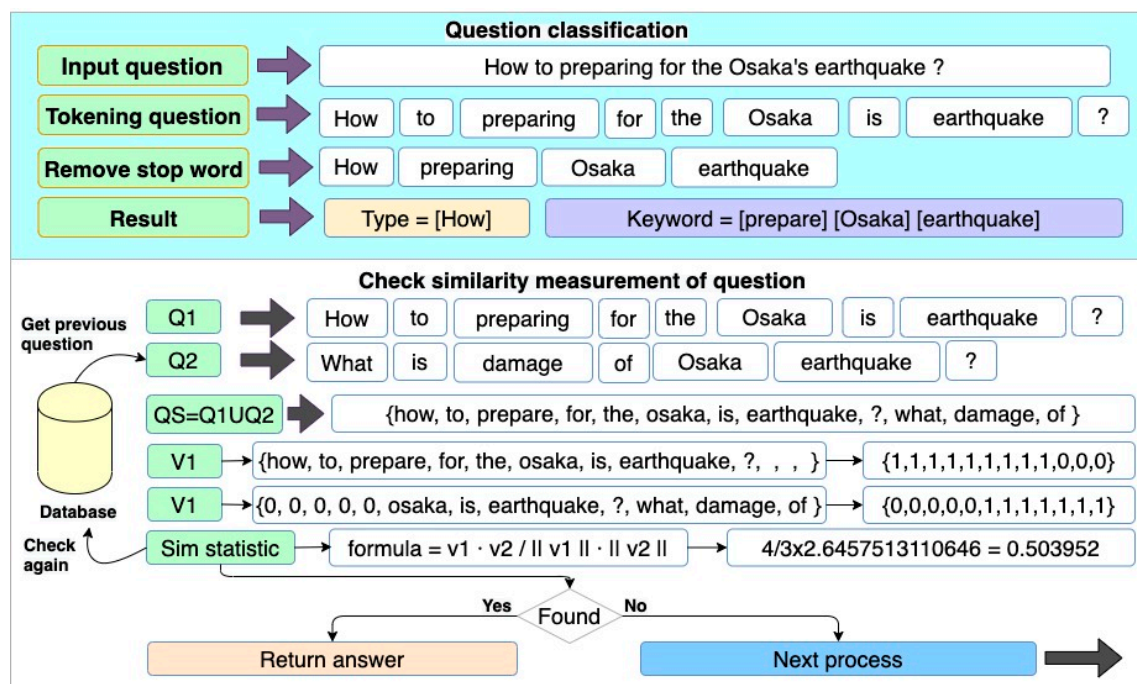 Question classification
Input question How to preparing for the Osaka's earthquake ?
Tokening question How to preparing for the Osaka is earthquake ?
Remove stop word How preparing Osaka earthquake
Result Type = [How] Keyword = [prepare] [Osaka] [earthquake]
Check similarity measurement of question
Get previous question
Q1 How to preparing for the Osaka is earthquake ?
Q2 What is damage of Osaka earthquake ?
QS=Q1UQ2 {how, to, prepare, for, the, osaka, is, earthquake, ?, what, damage, of }
V1 {how, to, prepare, for, the, osaka, is, earthquake, ?, , , } {1,1,1,1,1,1,1,1,1,0,0,0}
Database
V1 {0, 0, 0, 0, 0, osaka, is, earthquake, ?, what, damage, of } {0,0,0,0,0,1,1,1,1,1,1,1}
Check again
Sim statistic formula = v1 · v2 / || v1 || · || v2 || 4/3x2.6457513110646 = 0.503952
Yes Found No
Return answer Next process